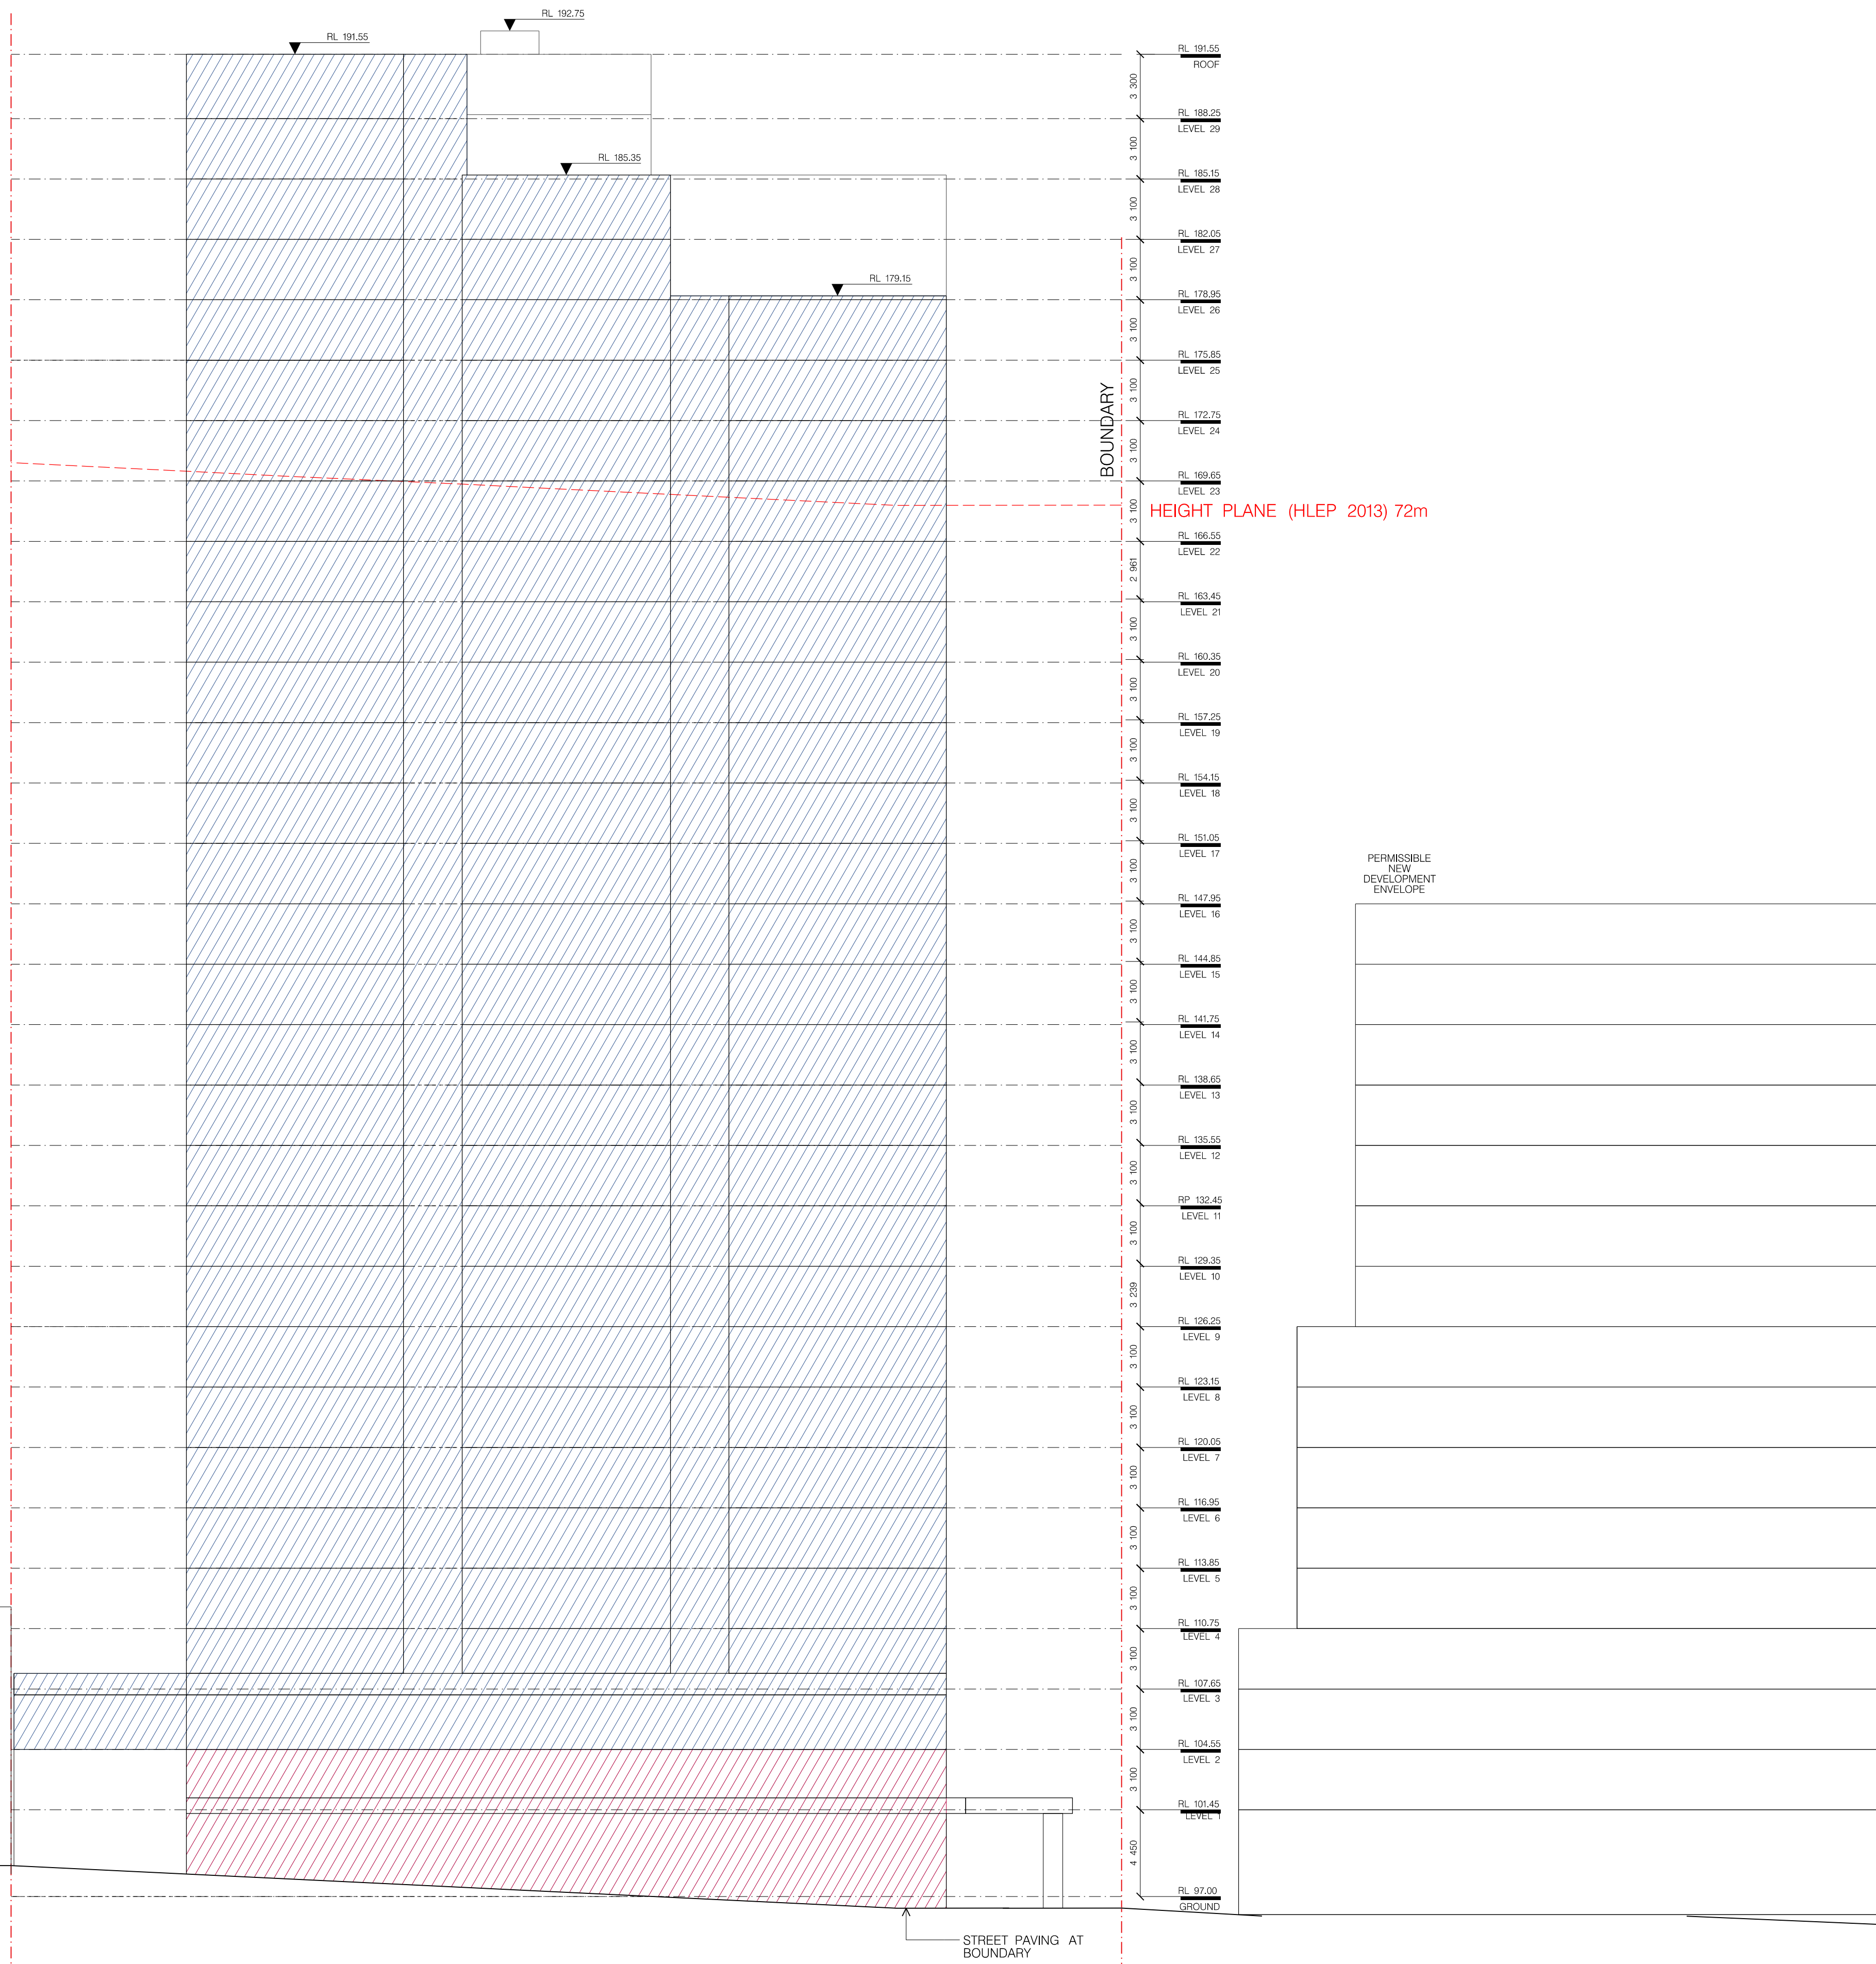 RL 192.75
RL 191.55
RL 191.55
ROOF
3 300
RL 188.25
LEVEL 29
3 100
RL 185.35
RL 185.15
LEVEL 28
3 100
RL 182.05
LEVEL 27
3 100
RL 179.15
RL 178.95
LEVEL 26
3 100
RL 175.85
LEVEL 25
3 100
BOUNDARY
RL 172.75
LEVEL 24
3 100
RL 169.65
LEVEL 23
3 100
HEIGHT PLANE (HLEP 2013) 72m
RL 166.55
LEVEL 22
2 961
RL 163.45
LEVEL 21
3 100
RL 160.35
LEVEL 20
3 100
RL 157.25
LEVEL 19
3 100
RL 154.15
LEVEL 18
3 100
RL 151.05
LEVEL 17
3 100
PERMISSIBLE
NEW
DEVELOPMENT
ENVELOPE
RL 147.95
LEVEL 16
3 100
RL 144.85
LEVEL 15
3 100
RL 141.75
LEVEL 14
3 100
RL 138.65
LEVEL 13
3 100
RL 135.55
LEVEL 12
3 100
RP 132.45
LEVEL 11
3 100
RL 129.35
LEVEL 10
3 239
RL 126.25
LEVEL 9
3 100
RL 123.15
LEVEL 8
3 100
RL 120.05
LEVEL 7
3 100
RL 116.95
LEVEL 6
3 100
RL 113.85
LEVEL 5
3 100
RL 110.75
LEVEL 4
3 100
RL 107.65
LEVEL 3
3 100
RL 104.55
LEVEL 2
3 100
RL 101.45
LEVEL 1
4 450
RL 97.00
GROUND
STREET PAVING AT
BOUNDARY